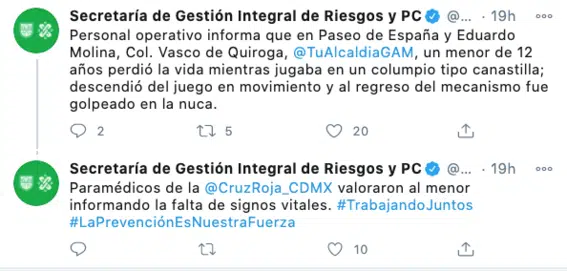 Secretaría de Gestión Integral de Riesgos y PC @... · 19h
Personal operativo informa que en Paseo de España y Eduardo
Molina, Col. Vasco de Quiroga, @TuAlcaldiaGAM, un menor de 12
años perdió la vida mientras jugaba en un columpio tipo canastilla;
descendió del juego en movimiento y al regreso del mecanismo fue
golpeado en la nuca.
2 5 20
Secretaría de Gestión Integral de Riesgos y PC @... · 19h
Paramédicos de la @CruzRoja_CDMX valoraron al menor
informando la falta de signos vitales. #TrabajandoJuntos
#LaPrevenciónEsNuestraFuerza
10